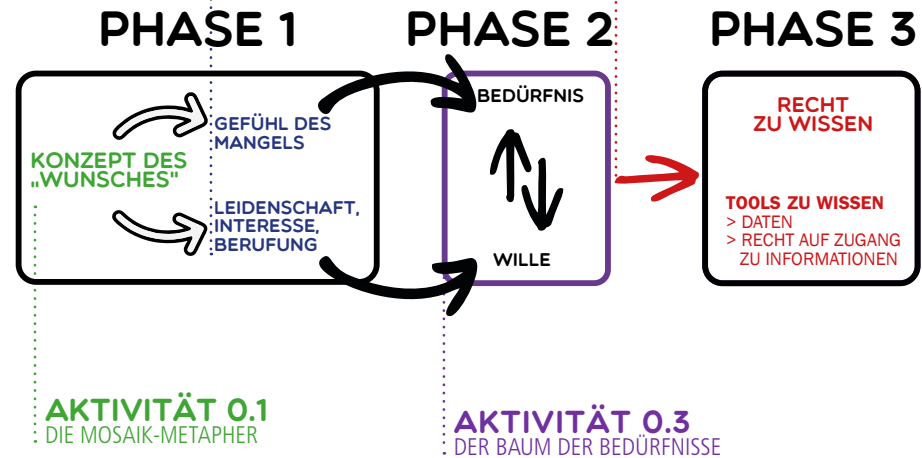 PHASE 1
KONZEPT DES
„WUNSCHES"
GEFÜHL DES
MANGELS
LEIDENSCHAFT,
INTERESSE,
BERUFUNG
PHASE 2
BEDÜRFNIS
WILLE
PHASE 3
RECHT
ZU WISSEN
TOOLS ZU WISSEN
> DATEN
> RECHT AUF ZUGANG
ZU INFORMATIONEN
AKTIVITÄT 0.1
DIE MOSAIK-METAPHER
AKTIVITÄT 0.3
DER BAUM DER BEDÜRFNISSE